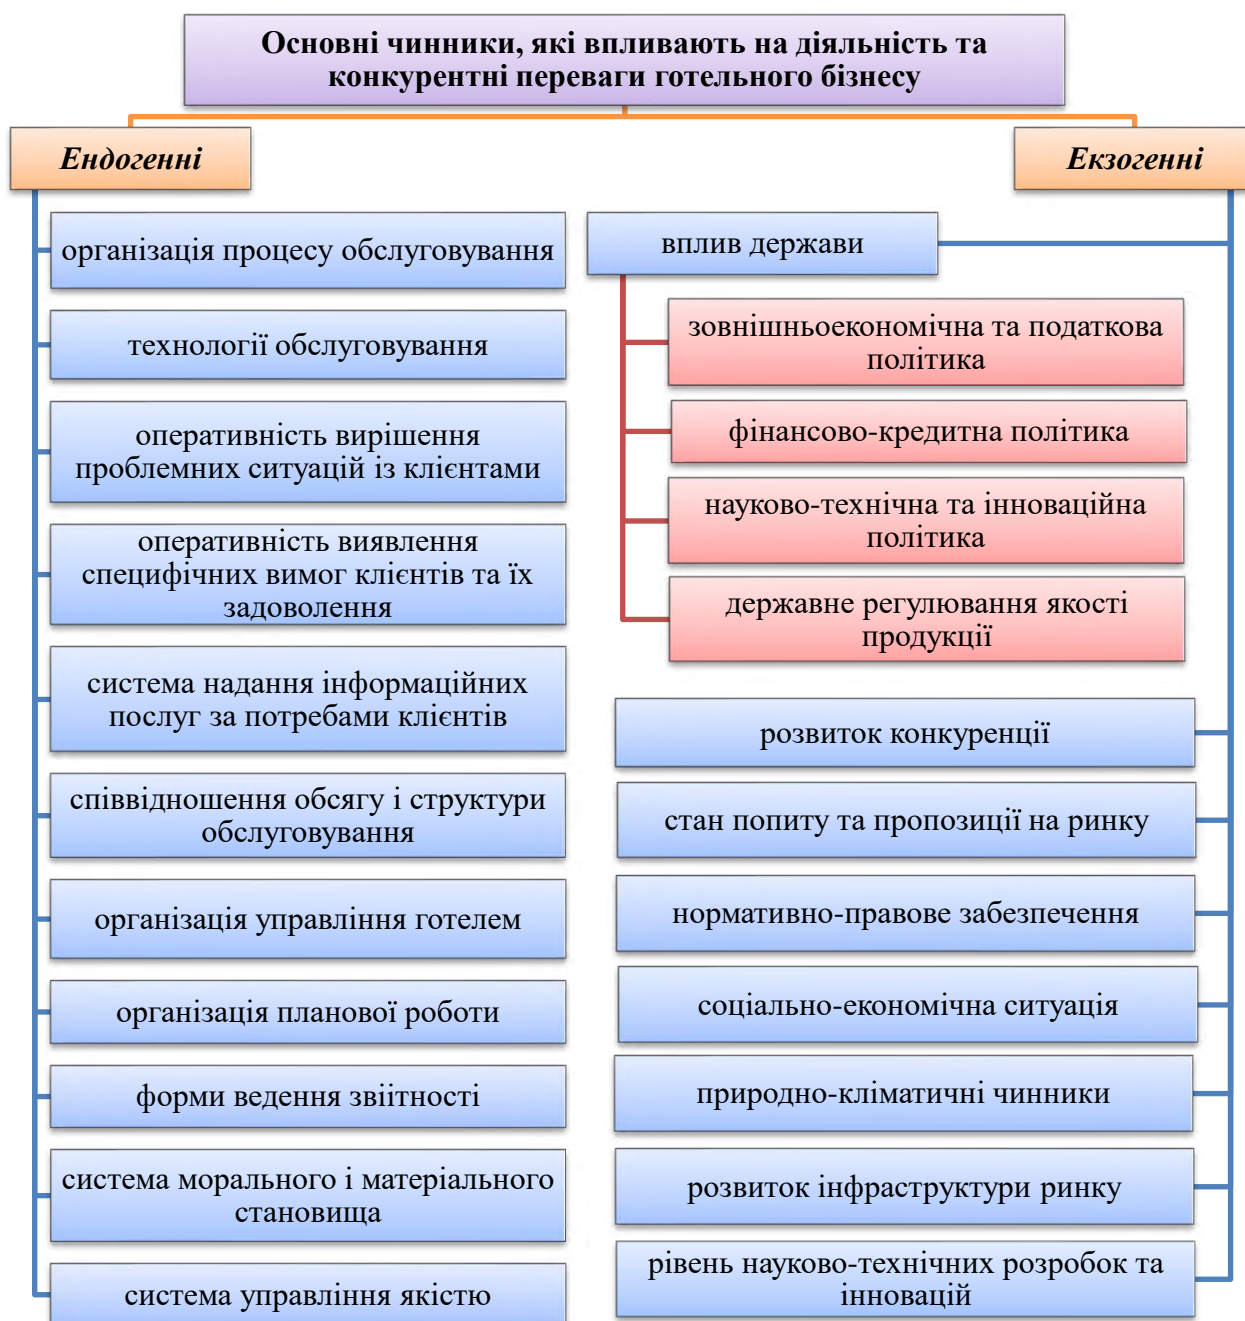 Основні чинники, які впливають на діяльність та
конкурентні переваги готельного бізнесу
Ендогенні
організація процесу обслуговування
технології обслуговування
оперативність вирішення
проблемних ситуацій із клієнтами
оперативність виявлення
специфічних вимог клієнтів та їх
задоволення
система надання інформаційних
послуг за потребами клієнтів
співвідношення обсягу і структури
обслуговування
організація управління готелем
організація планової роботи
форми ведення звіітності
система морального і матеріального
становища
система управління якістю
Екзогенні
вплив держави
зовнішньоекономічна та податкова
політика
фінансово-кредитна політика
науково-технічна та інноваційна
політика
державне регулювання якості
продукції
розвиток конкуренції
стан попиту та пропозиції на ринку
нормативно-правове забезпечення
соціально-економічна ситуація
природно-кліматичні чинники
розвиток інфраструктури ринку
рівень науково-технічних розробок та
інновацій